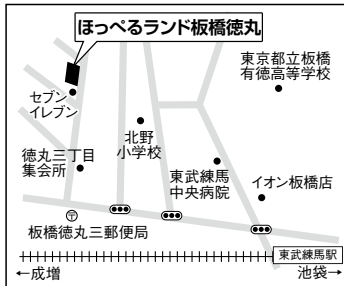 ほっぺるランド板橋徳丸
東京都立板橋
有徳高等学校
セブン
イレブン
北野
小学校
徳丸三丁目
集会所
東武練馬
中央病院
イオン板橋店
板橋徳丸三郵便局
東武練馬駅
←成増
池袋→